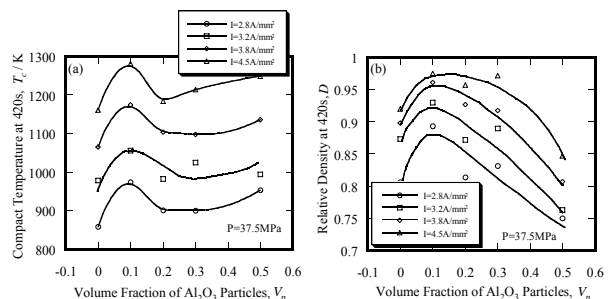 I=2.8A/mm²
I=3.2A/mm²
I=3.8A/mm²
I=4.5A/mm²
(a)
Compact Temperature at 420s, T_c / K
1300
1200
1100
1000
900
800
P=37.5MPa
-0.1 0 0.1 0.2 0.3 0.4 0.5 0.6
Volume Fraction of Al₂O₃ Particles, V_p
(b)
Relative Density at 420s, D
1
0.95
0.9
0.85
0.8
0.75
0.7
I=2.8A/mm²
I=3.2A/mm²
I=3.8A/mm²
I=4.5A/mm²
P=37.5MPa
-0.1 0 0.1 0.2 0.3 0.4 0.5 0.6
Volume Fraction of Al₂O₃ Particles, V_p